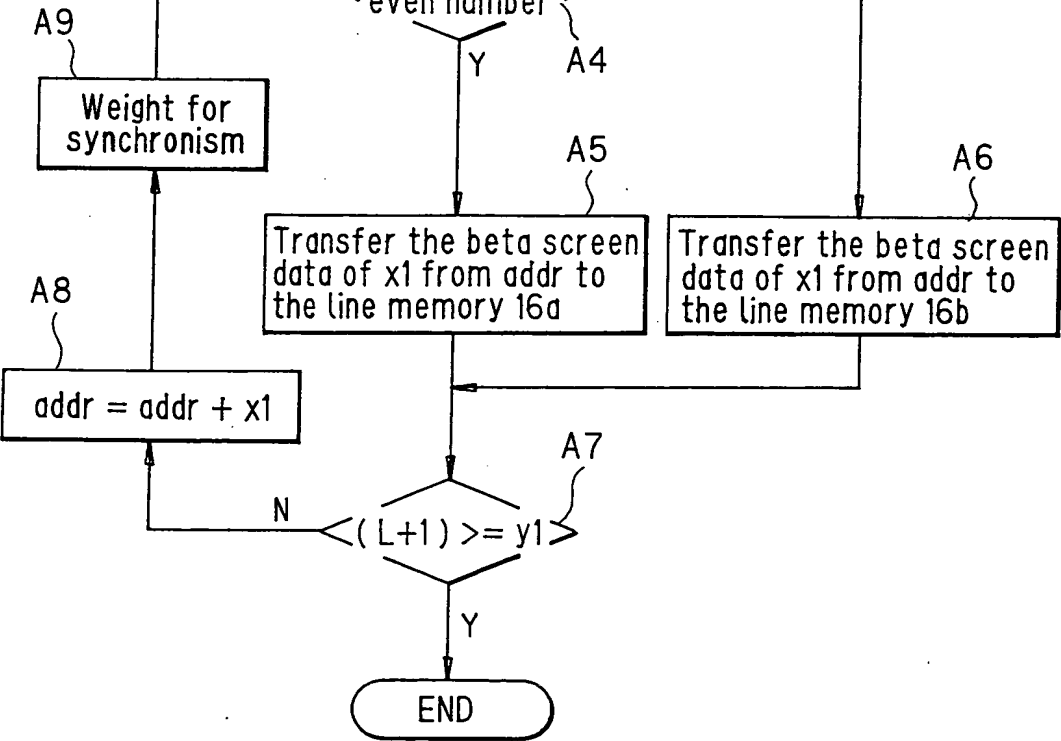 even number
A9
A4
Y
Weight for
synchronism
A5
A6
Transfer the beta screen
data of x1 from addr to
the line memory 16a
Transfer the beta screen
data of x1 from addr to
the line memory 16b
A8
addr = addr + x1
A7
N
(L+1) >= y1
Y
END